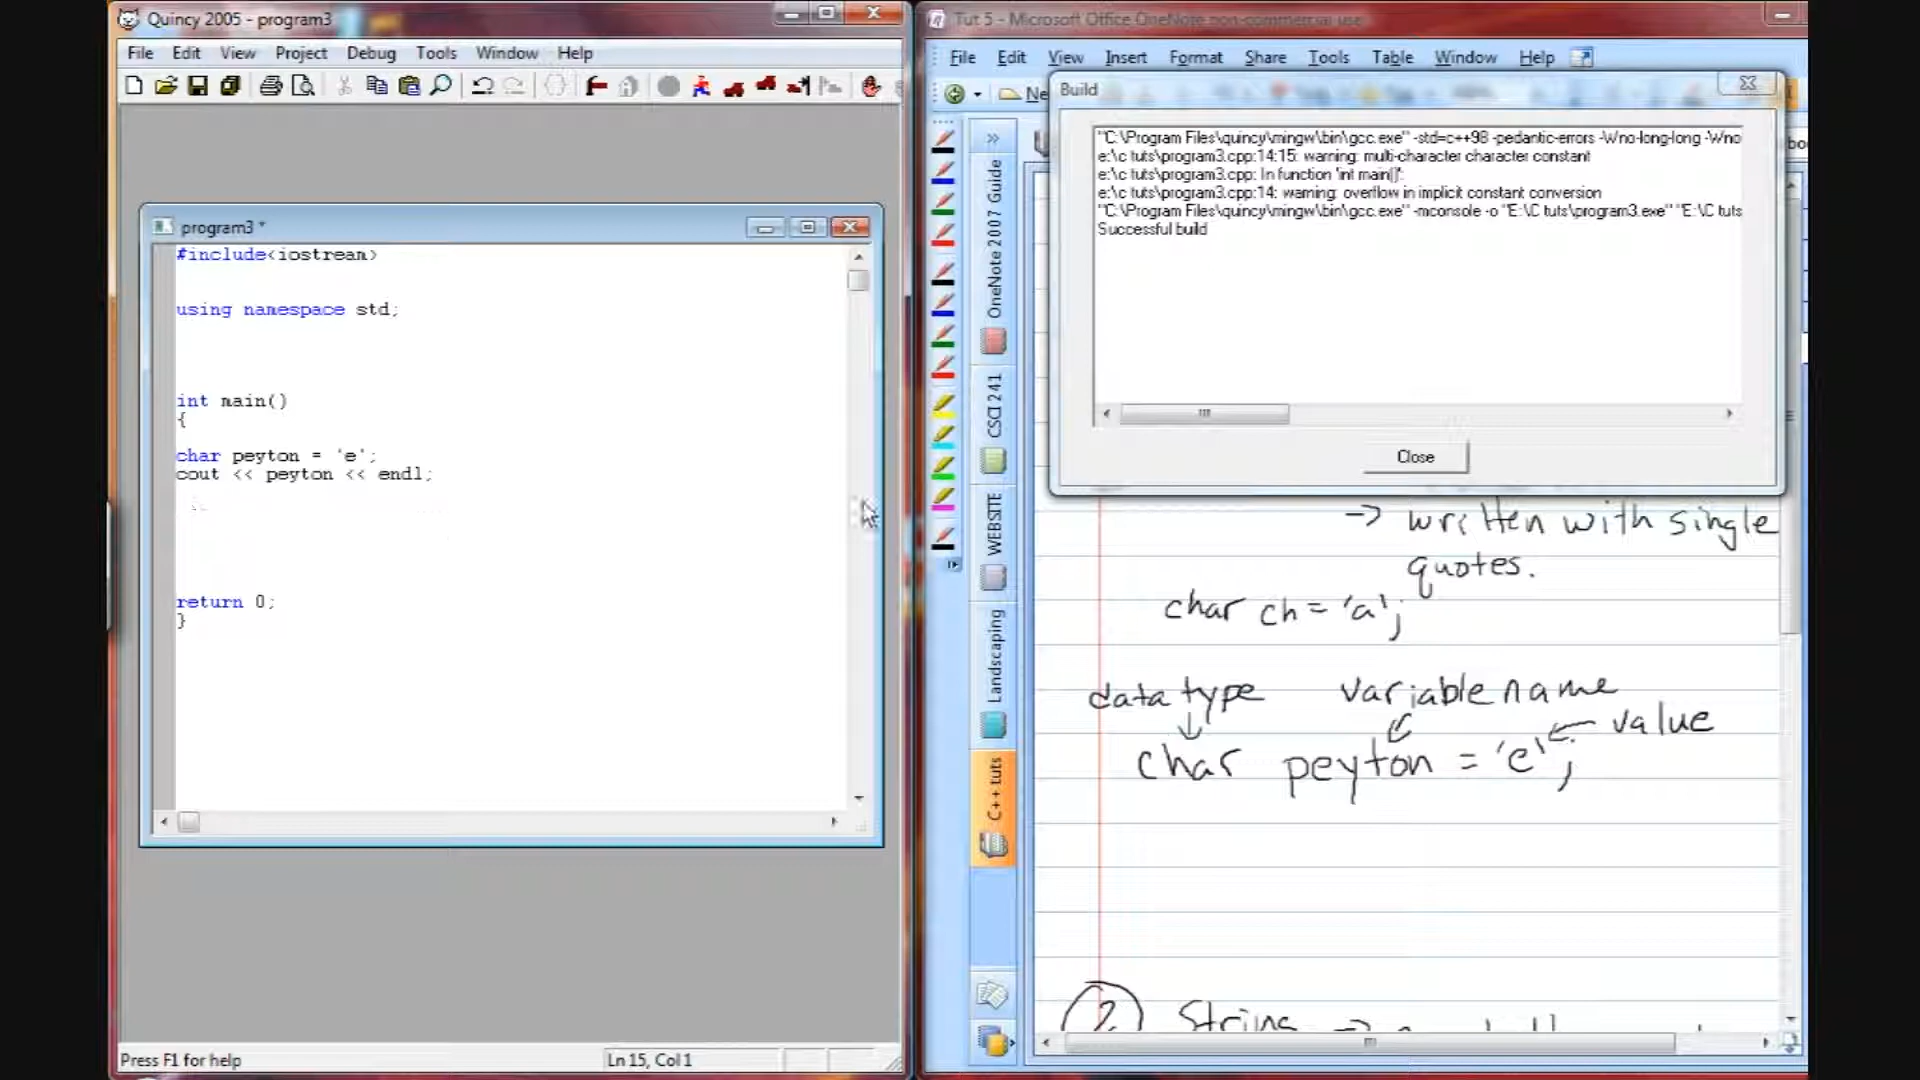 Quincy 2005 - program3
File Edit View Project Debug Tools Window Help
program3 *
#include<iostream>
using namespace std;
int main()
{
char peyton = 'e';
cout << peyton << endl;
return 0;
}
Press F1 for help
Ln 15, Col 1
Tut 5 - Microsoft Office OneNote non-commercial use
File Edit View Insert Format Share Tools Table Window Help
Ne
Build
"C:\Program Files\quincy\mingw\bin\gcc.exe" -std=c++98 -pedantic-errors -Wno-long-long -Wno
e:\c tuts\program3.cpp:14:15: warning: multi-character character constant
e:\c tuts\program3.cpp: In function 'int main()':
e:\c tuts\program3.cpp:14: warning: overflow in implicit constant conversion
"C:\Program Files\quincy\mingw\bin\gcc.exe" -mconsole -o "E:\C tuts\program3.exe" "E:\C tuts
Successful build
Close
OneNote 2007 Guide
CSCI 241
WEBSITE
Landscaping
C++ tuts
-> written with single
quotes.
char ch = 'a';
data type variable name
value
char peyton = 'e';
2 String ->